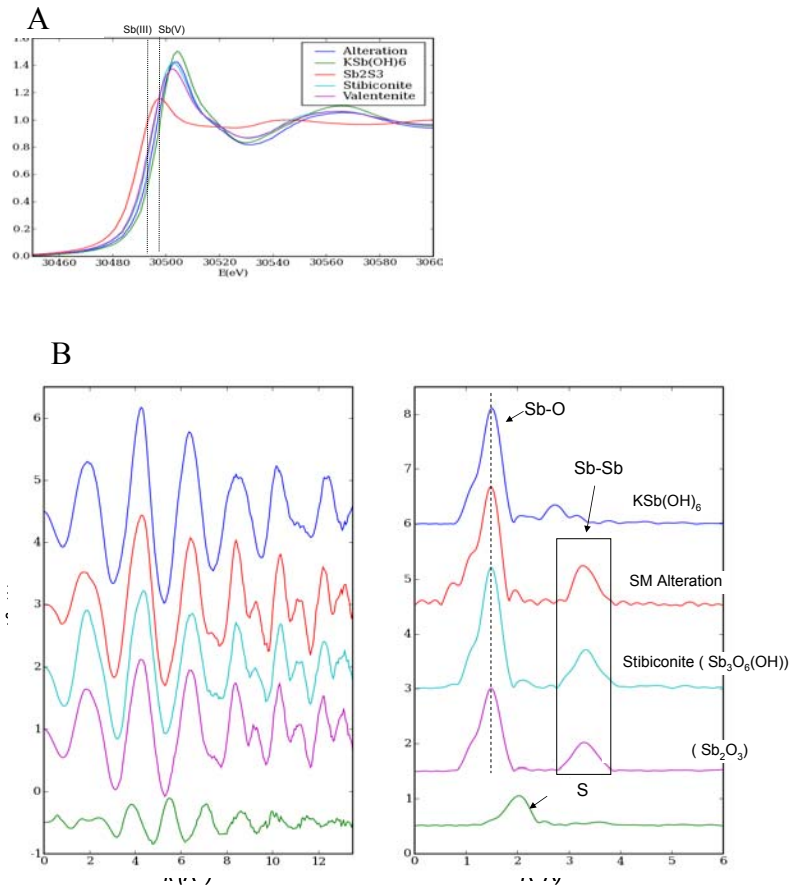 A
Sb(III) Sb(V)
Alteration
KSb(OH)6
Sb2S3
Stibiconite
Valentenite
1.4
1.2
1.0
0.8
0.6
0.4
0.2
0.0
30460 30480 30500 30520 30540 30560 30580 3060
E(eV)
B
6
5
4
3
2
1
0
-1
0 2 4 6 8 10 12
8
7
6
5
4
3
2
1
0
0 1 2 3 4 5 6
Sb-O
Sb-Sb
KSb(OH)6
SM Alteration
Stibiconite ( Sb3O6(OH))
( Sb2O3)
S